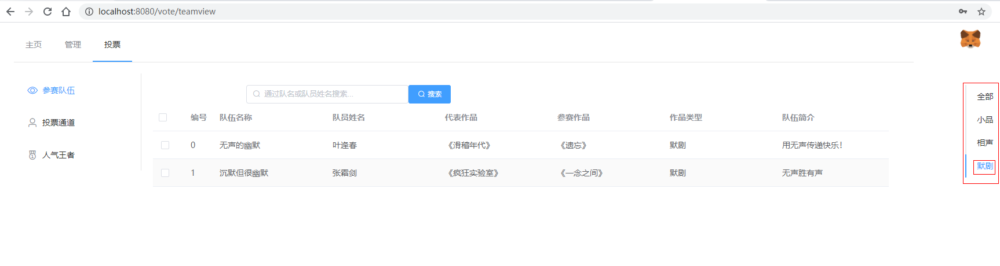 localhost:8080/vote/teamview
主页 管理 投票
参赛队伍
投票通道
人气王者
通过队名或队员姓名搜索... 搜索
编号 队伍名称 队员姓名 代表作品 参赛作品 作品类型 队伍简介
0 无声的幽默 叶逢春 《滑稽年代》 《遗忘》 默剧 用无声传递快乐！
1 沉默但很幽默 张霜剑 《疯狂实验室》 《一念之间》 默剧 无声胜有声
全部
小品
相声
默剧